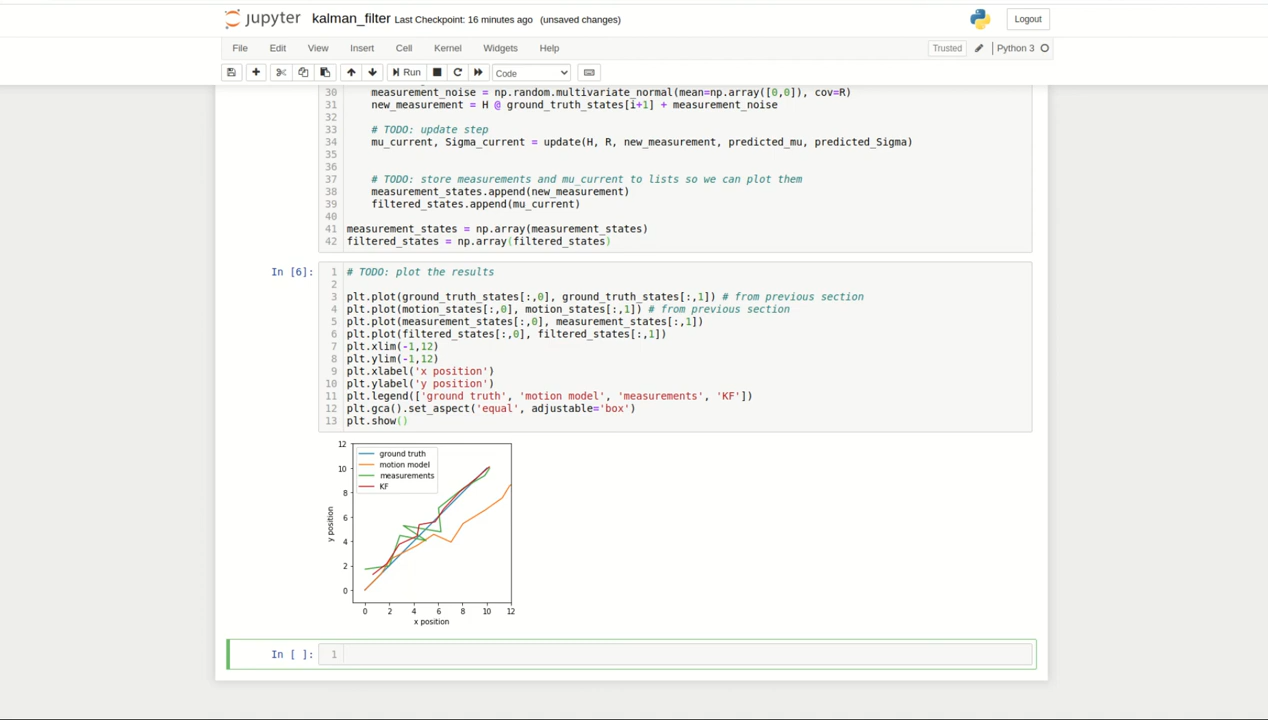 jupyter kalman_filter Last Checkpoint: 16 minutes ago (unsaved changes) Logout
File Edit View Insert Cell Kernel Widgets Help Trusted Python 3
Run Code
30 measurement_noise = np.random.multivariate_normal(mean=np.array([0,0]), cov=R)
31 new_measurement = H @ ground_truth_states[i+1] + measurement_noise
32
33 # TODO: update step
34 mu_current, Sigma_current = update(H, R, new_measurement, predicted_mu, predicted_Sigma)
35
36
37 # TODO: store measurements and mu_current to lists so we can plot them
38 measurement_states.append(new_measurement)
39 filtered_states.append(mu_current)
40
41 measurement_states = np.array(measurement_states)
42 filtered_states = np.array(filtered_states)
In [6]: 1 # TODO: plot the results
2
3 plt.plot(ground_truth_states[:,0], ground_truth_states[:,1]) # from previous section
4 plt.plot(motion_states[:,0], motion_states[:,1]) # from previous section
5 plt.plot(measurement_states[:,0], measurement_states[:,1])
6 plt.plot(filtered_states[:,0], filtered_states[:,1])
7 plt.xlim(-1,12)
8 plt.ylim(-1,12)
9 plt.xlabel('x position')
10 plt.ylabel('y position')
11 plt.legend(['ground truth', 'motion model', 'measurements', 'KF'])
12 plt.gca().set_aspect('equal', adjustable='box')
13 plt.show()
12
ground truth
motion model
10
measurements
KF
8
6
y position
4
2
0
0 2 4 6 8 10 12
x position
In [ ]: 1